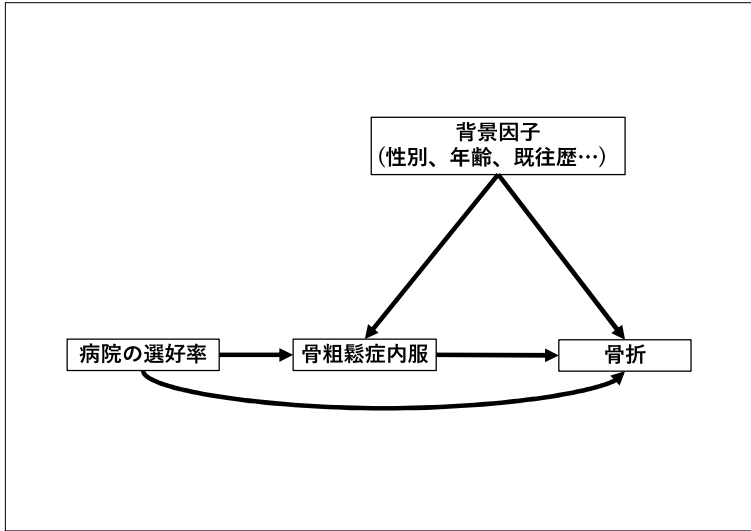 背景因子
(性別、年齢、既往歴…)
病院の選好率
骨粗鬆症内服
骨折